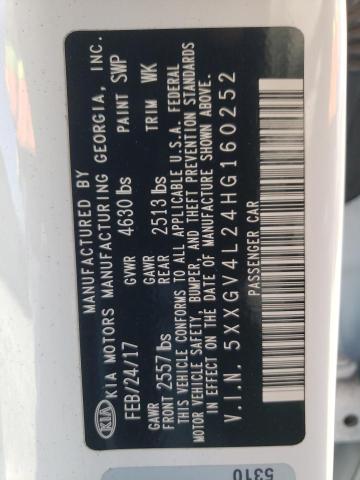 MANUFACTURED BY
KIA KIA MOTORS MANUFACTURING GEORGIA, INC.
FEB/24/17 GVWR 4630 lbs PAINT SWP
GAWR FRONT 2557 lbs GAWR REAR 2513 lbs TRIM WK
THIS VEHICLE CONFORMS TO ALL APPLICABLE U.S.A. FEDERAL
MOTOR VEHICLE SAFETY, BUMPER, AND THEFT PREVENTION STANDARDS
IN EFFECT ON THE DATE OF MANUFACTURE SHOWN ABOVE.
V.I.N. 5XXGV4L24HG160252
PASSENGER CAR
5310